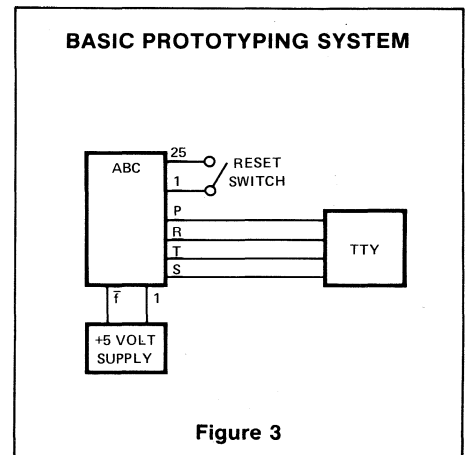 BASIC PROTOTYPING SYSTEM
ABC
25
RESET
1
SWITCH
P
R
T
S
TTY
f̄
1
+5 VOLT
SUPPLY
Figure 3